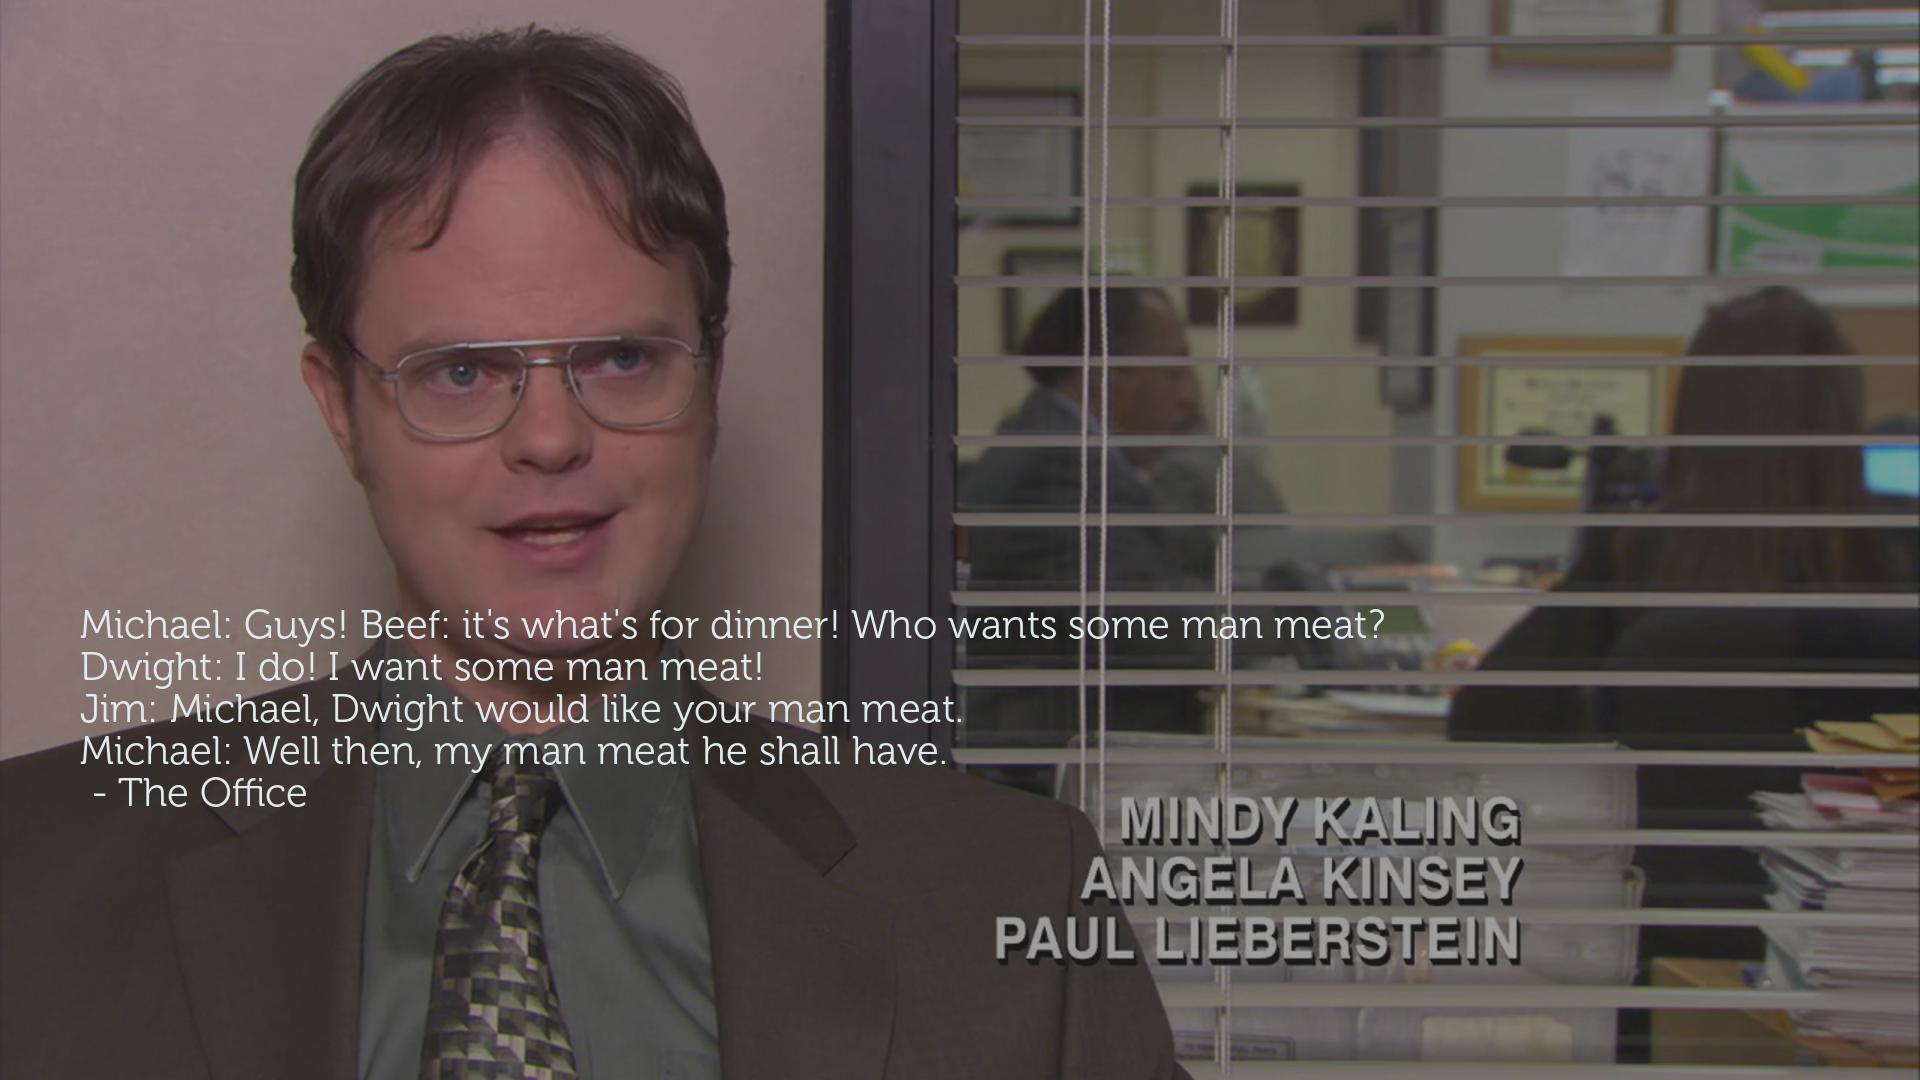 Michael: Guys! Beef: it's what's for dinner! Who wants some man meat?
Dwight: I do! I want some man meat!
Jim: Michael, Dwight would like your man meat.
Michael: Well then, my man meat he shall have.
- The Office
MINDY KALING
ANGELA KINSEY
PAUL LIEBERSTEIN